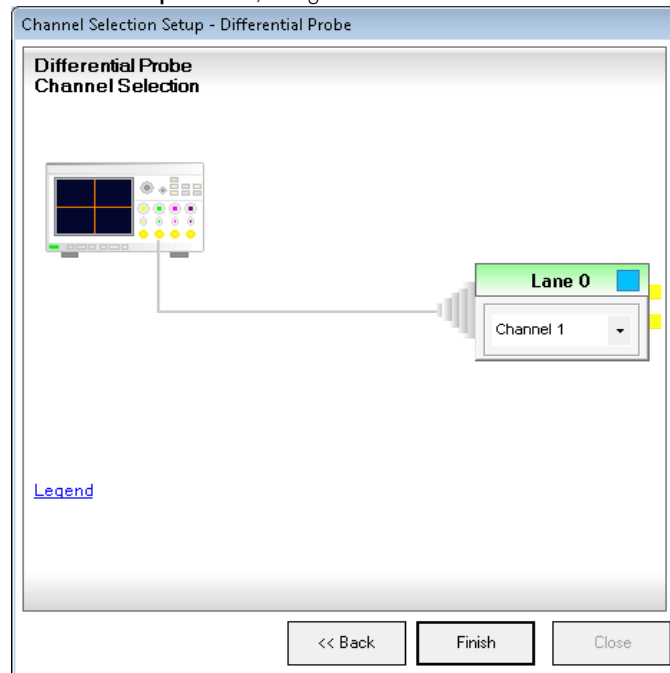 Channel Selection Setup - Differential Probe
Differential Probe
Channel Selection
Lane 0
Channel 1
Legend
<< Back
Finish
Close